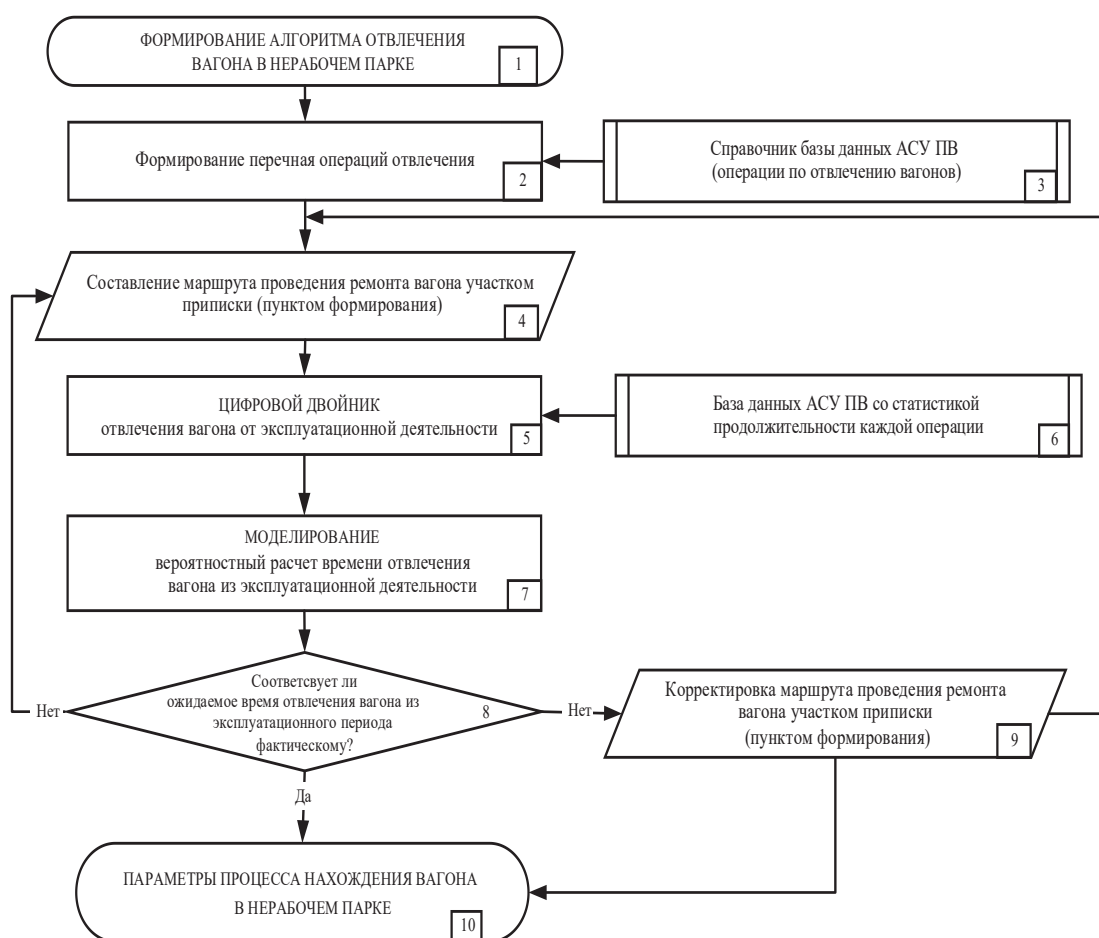 ФОРМИРОВАНИЕ АЛГОРИТМА ОТВЛЕЧЕНИЯ
ВАГОНА В НЕРАБОЧЕМ ПАРКЕ
1
Формирование перечная операций отвлечения
2
Справочник базы данных АСУ ПВ
(операции по отвлечению вагонов)
3
Составление маршрута проведения ремонта вагона участком
приписки (пунктом формирования)
4
ЦИФРОВОЙ ДВОЙНИК
отвлечения вагона от эксплуатационной деятельности
5
База данных АСУ ПВ со статистикой
продолжительности каждой операции
6
МОДЕЛИРОВАНИЕ
вероятностный расчет времени отвлечения
вагона из эксплуатационной деятельности
7
Соответсвует ли
ожидаемое время отвлечения вагона из
эксплуатационного периода
фактическому?
8
Нет
Нет
Да
Корректировка маршрута проведения ремонта
вагона участком приписки
(пунктом формирования)
9
ПАРАМЕТРЫ ПРОЦЕССА НАХОЖДЕНИЯ ВАГОНА
В НЕРАБОЧЕМ ПАРКЕ
10